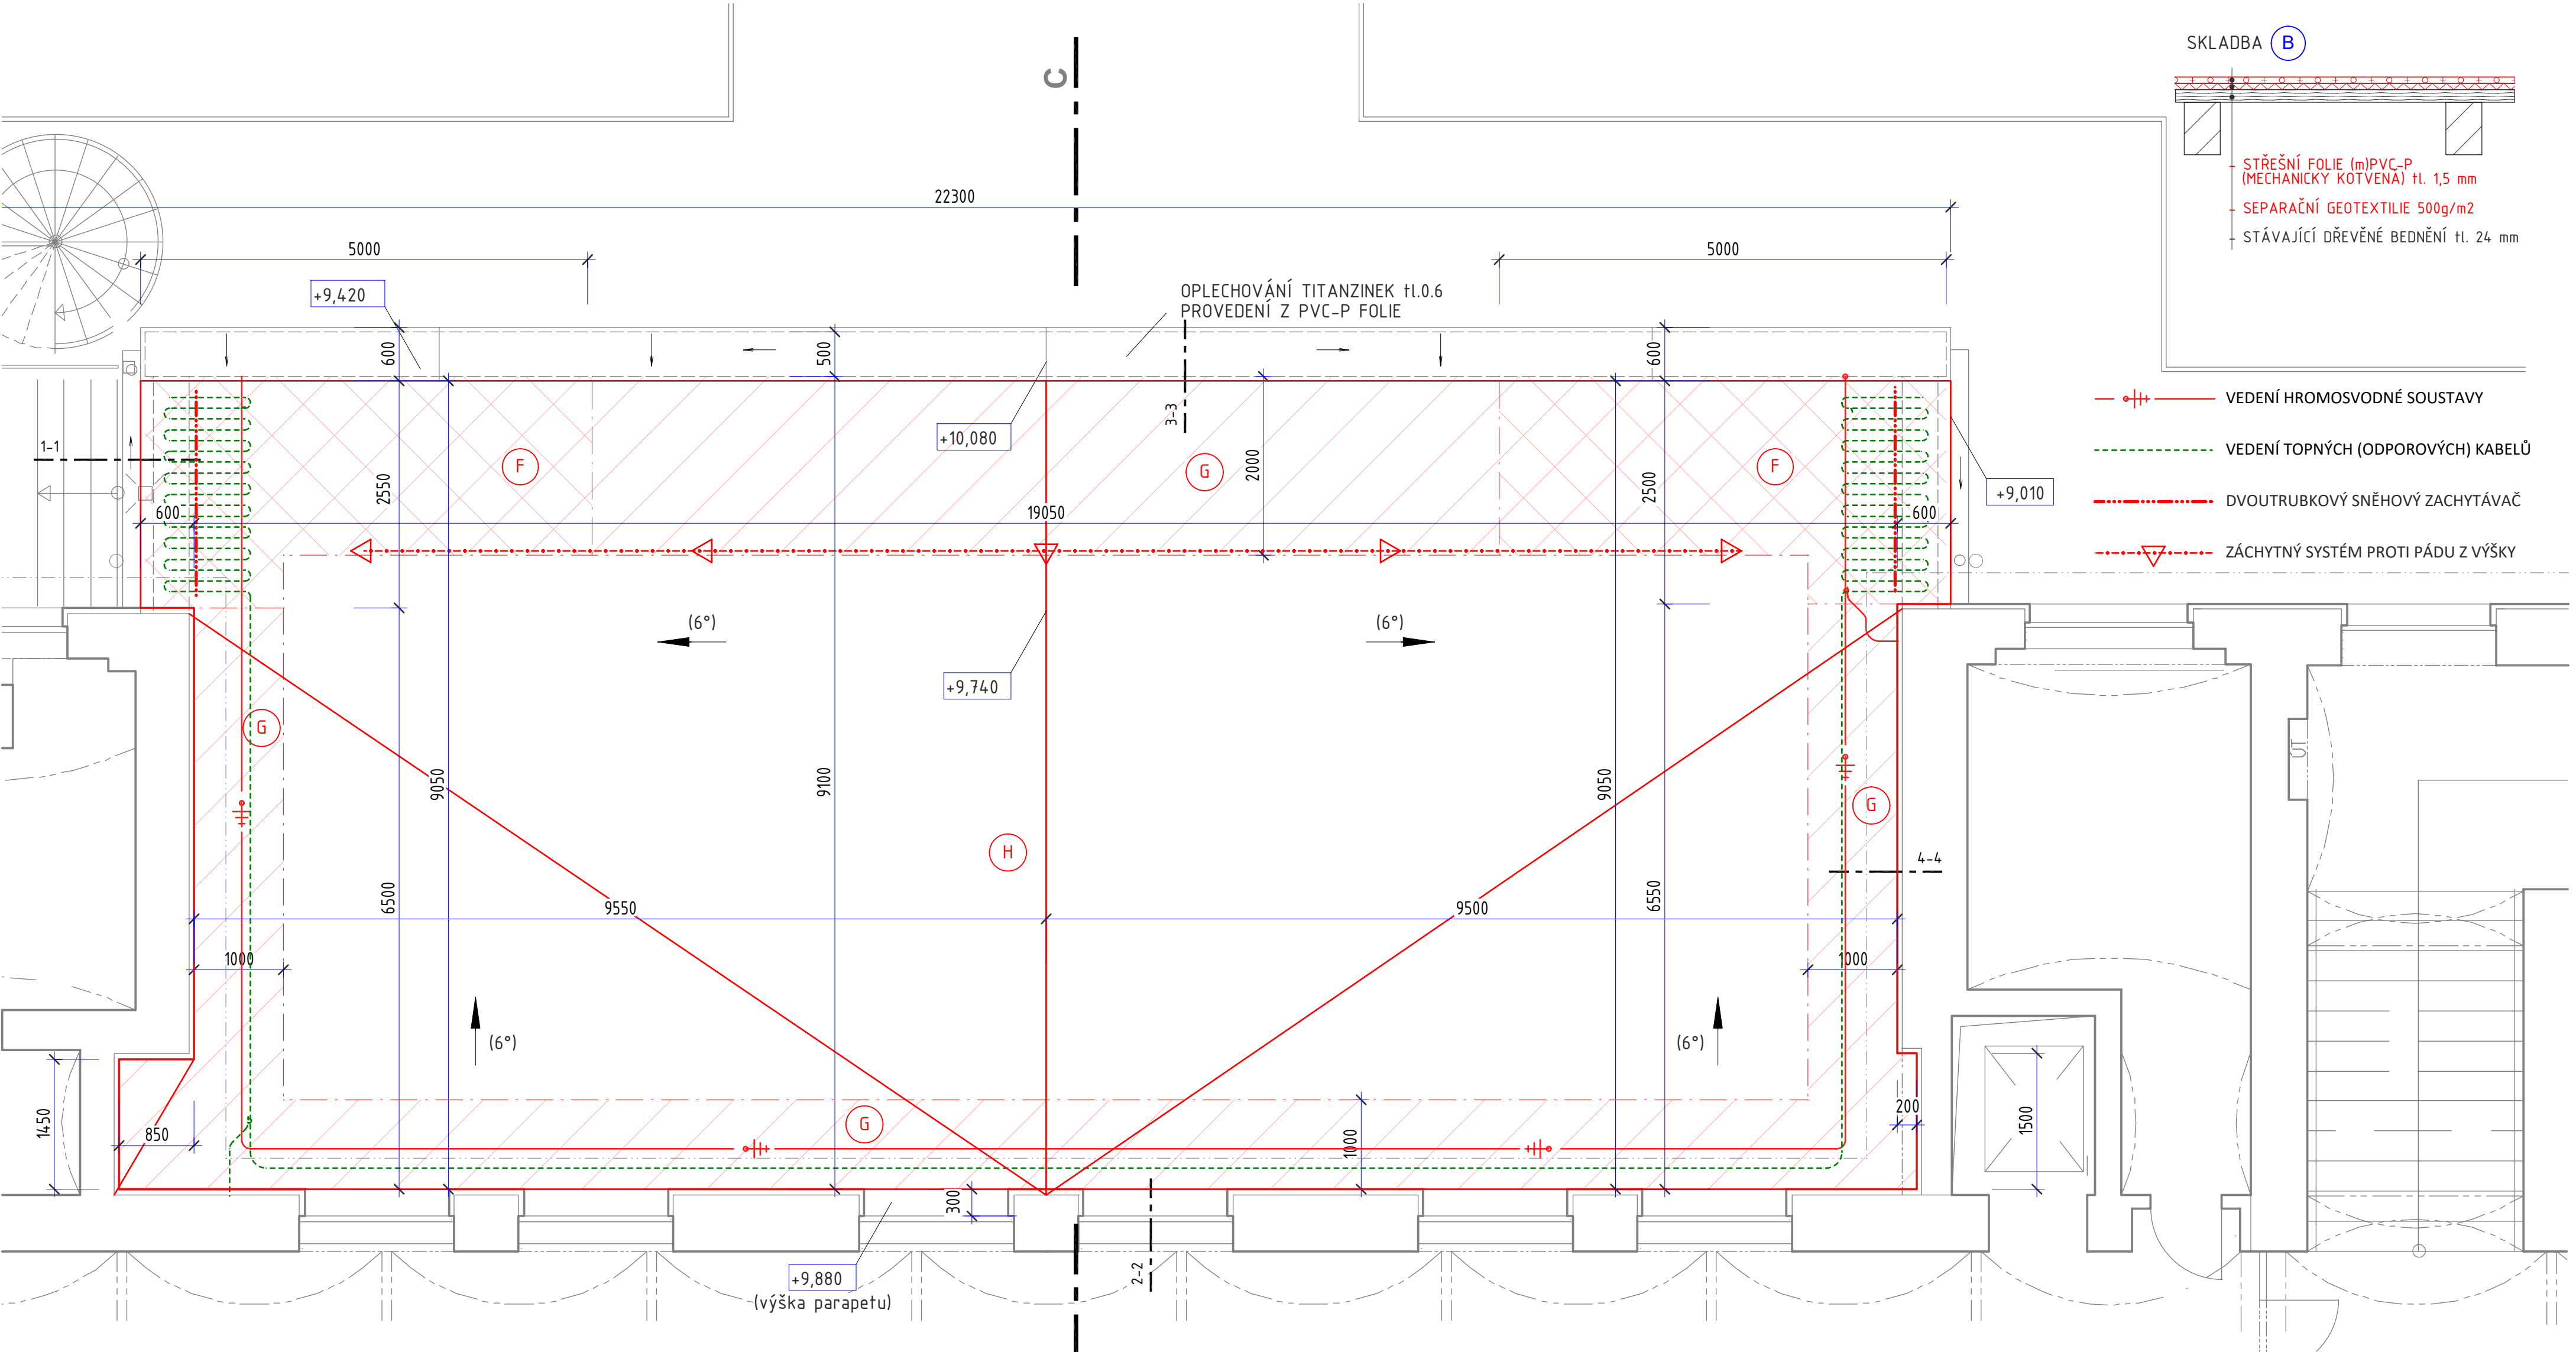 SKLADBA B
STŘEŠNÍ FOLIE (m)PVC-P
(MECHANICKY KOTVENÁ) tl. 1,5 mm
SEPARAČNÍ GEOTEXTILIE 500g/m2
STÁVAJÍCÍ DŘEVĚNÉ BEDNĚNÍ tl. 24 mm
C
22300
5000
5000
+9,420
OPLECHOVÁNÍ TITANZINEK tl.0.6
PROVEDENÍ Z PVC-P FOLIE
600
500
600
3-3
VEDENÍ HROMOSVODNÉ SOUSTAVY
VEDENÍ TOPNÝCH (ODPOROVÝCH) KABELŮ
DVOUTRUBKOVÝ SNĚHOVÝ ZACHYTÁVAČ
ZÁCHYTNÝ SYSTÉM PROTI PÁDU Z VÝŠKY
1-1
+10,080
F
G
F
2550
2000
2500
+9,010
600
19050
600
(6°)
(6°)
+9,740
G
9050
9100
9050
G
H
4-4
6500
9550
9500
6550
1000
1000
(6°)
(6°)
ÚT
1450
850
G
1000
200
1500
300
2-2
+9,880
(výška parapetu)